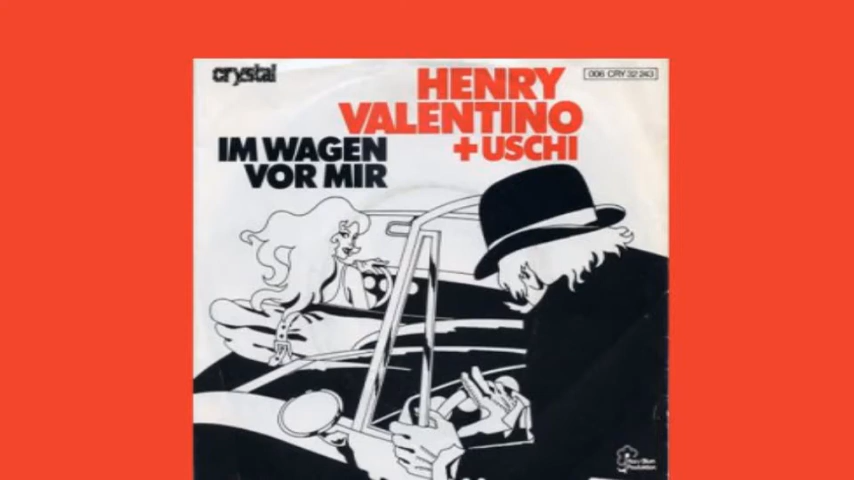 crystal
006 CRY 32 243
HENRY
VALENTINO
+ USCHI
IM WAGEN
VOR MIR